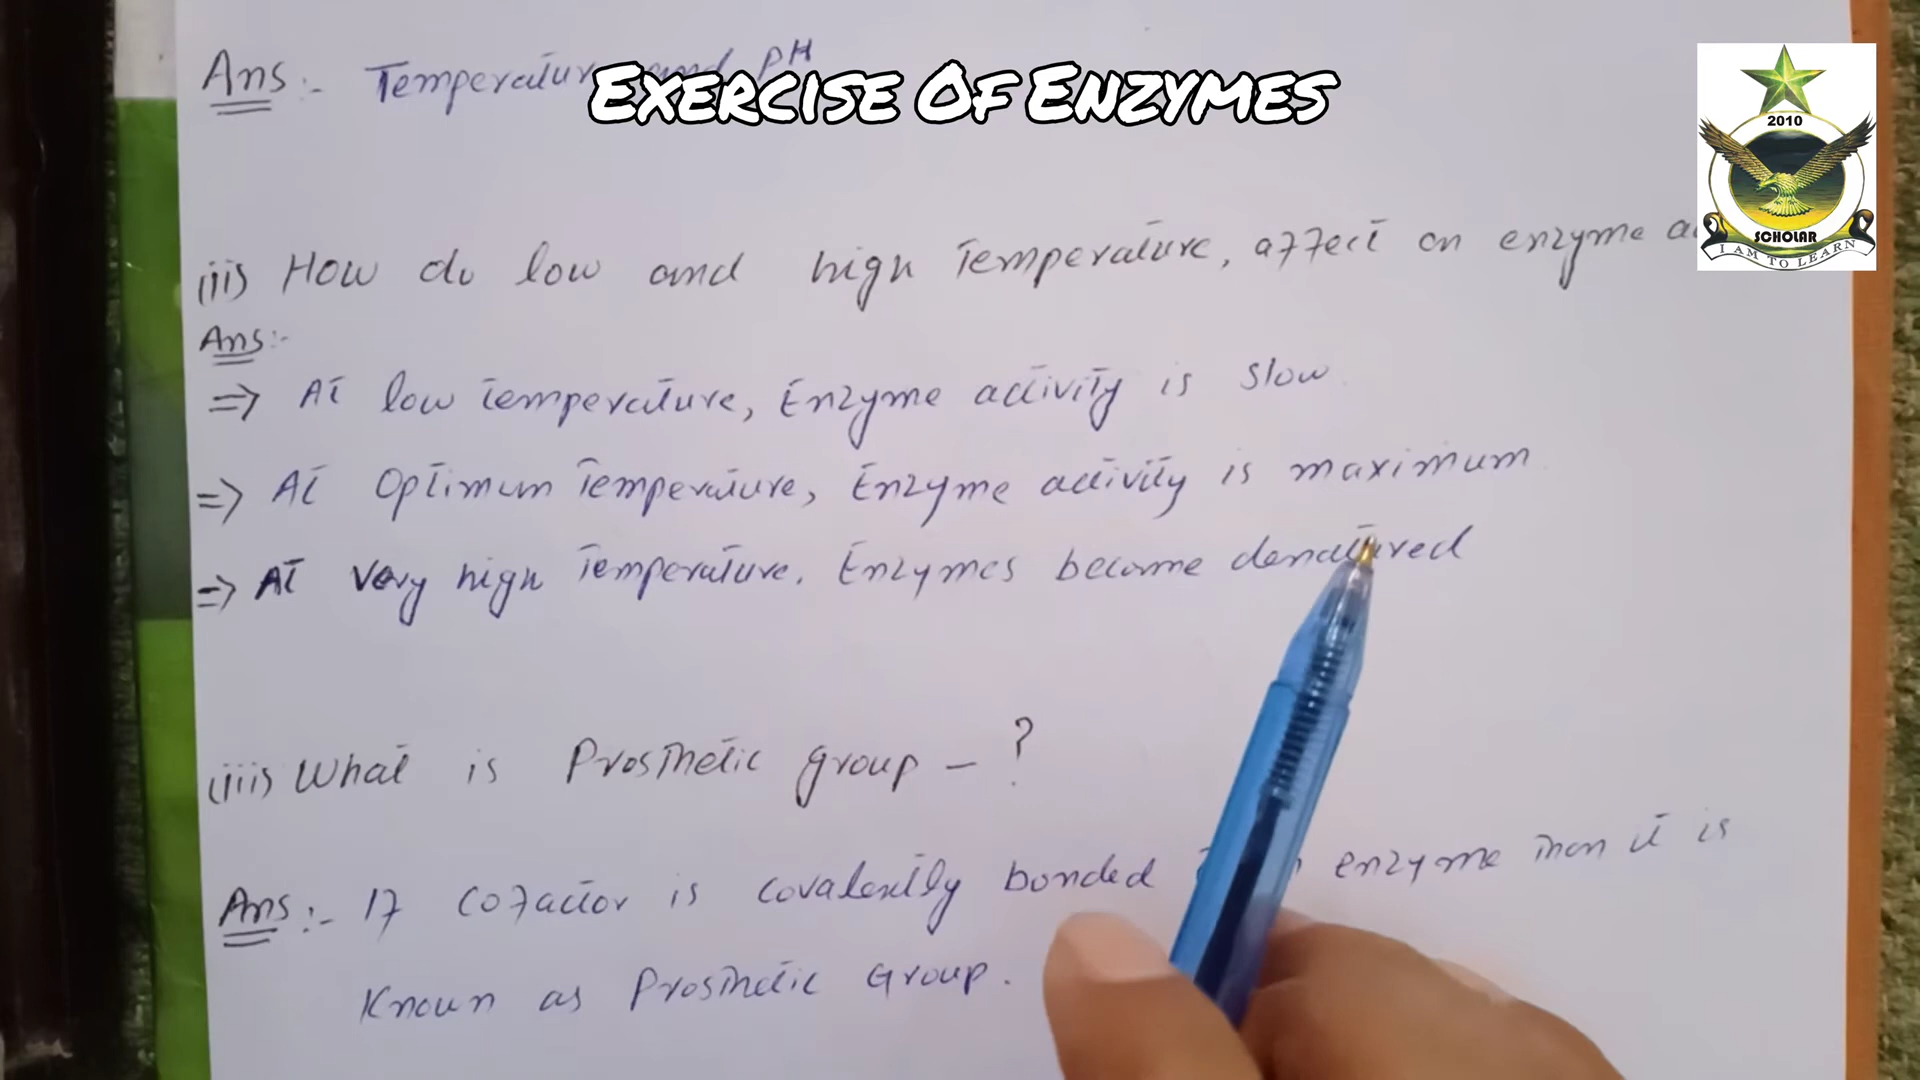 Ans:- Temperature and PH
EXERCISE OF ENZYMES
2010
SCHOLAR
I AM TO LEARN
(ii) How do low and high Temperature, affect on enzyme
Ans:-
=> At low temperature, Enzyme activity is slow
=> At Optimum Temperature, Enzyme activity is maximum
=> At very high Temperature. Enzymes become denatured
(iii) What is Prosthetic group - ?
Ans:- If Cofactor is covalently bonded enzyme then it is
Known as Prosthetic Group.